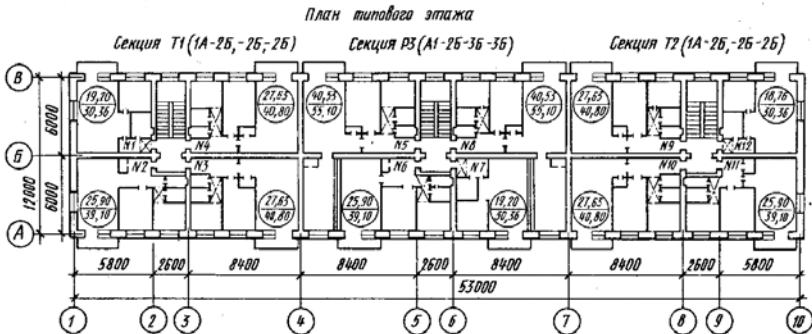 План типового этажа
Секция Т1(1А-2Б,-2Б,-2Б)
Секция Р3(А1-2Б-3Б-3Б)
Секция Т2(1А-2Б,-2Б-2Б)
В
19,20
30,36
27,63
40,80
40,53
55,10
40,53
55,10
27,63
40,80
18,76
30,36
6000
N1
N4
N5
N8
N9
N12
Б
N2
N3
N6
N7
N10
N11
12000
6000
25,90
39,10
27,63
40,80
25,90
39,10
19,20
30,36
27,63
40,80
25,90
39,10
А
5800
2600
8400
8400
2600
8400
8400
2600
5800
53000
1
2
3
4
5
6
7
8
9
10